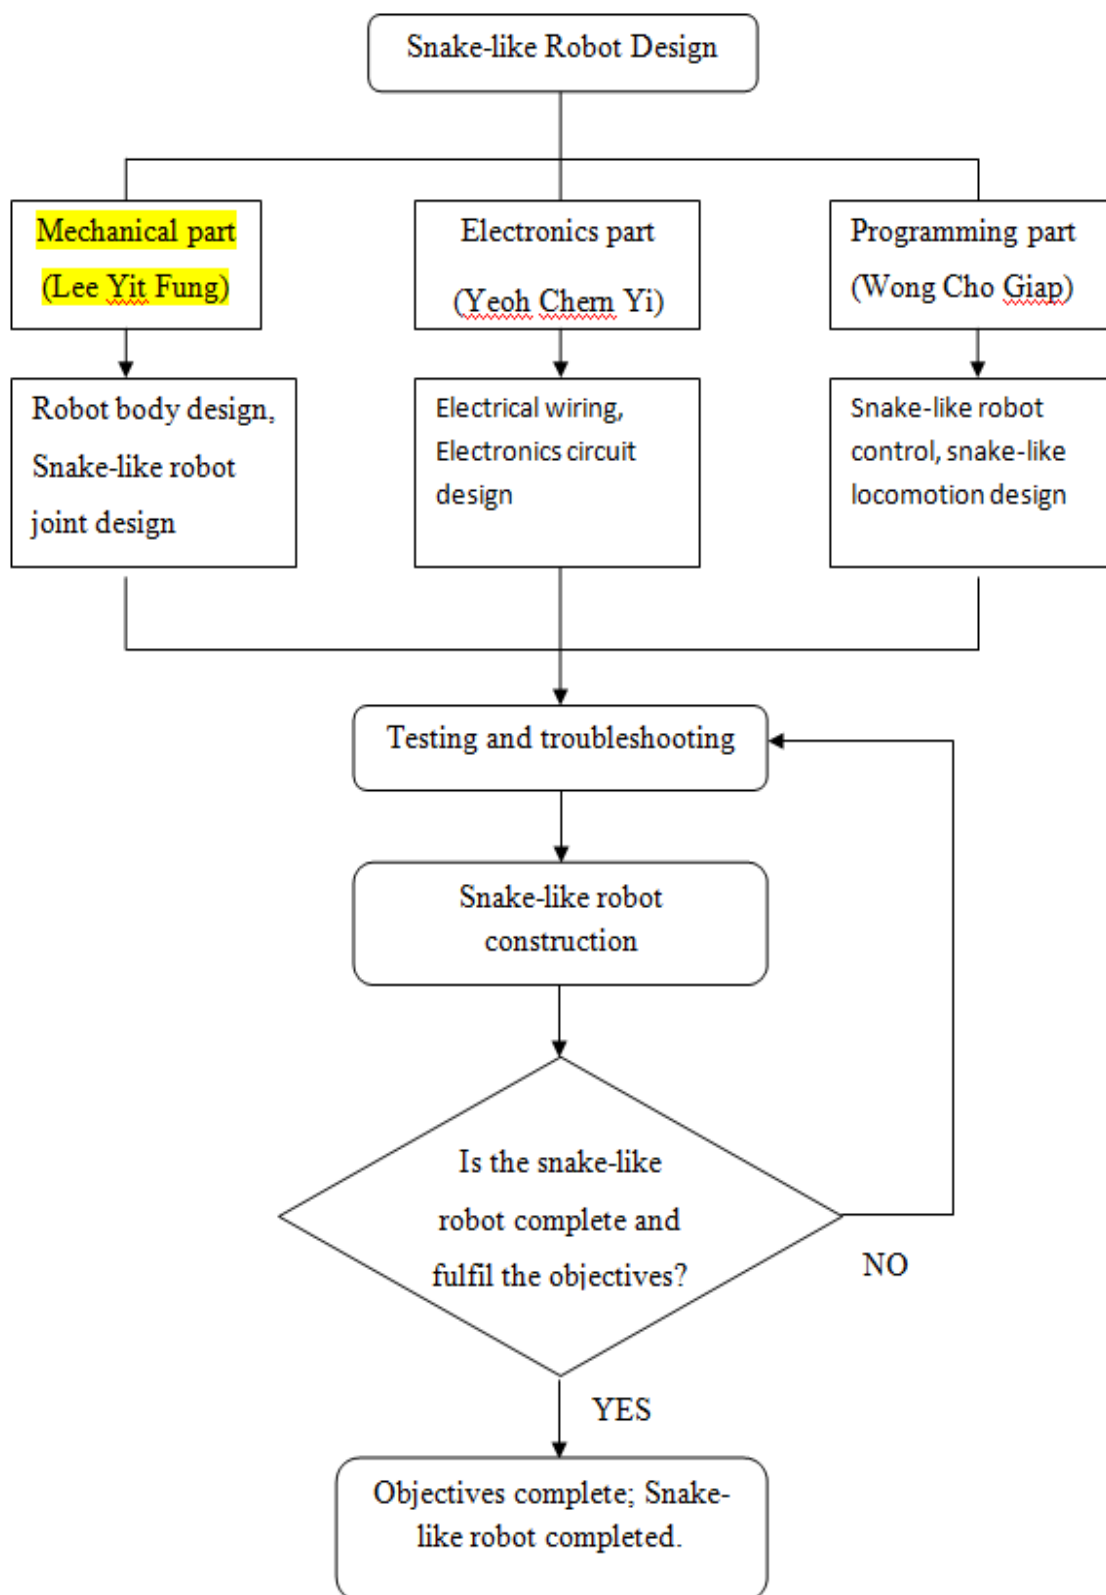 Snake-like Robot Design
Mechanical part
(Lee Yit Fung)
Electronics part
(Yeoh Chern Yi)
Programming part
(Wong Cho Giap)
Robot body design,
Snake-like robot
joint design
Electrical wiring,
Electronics circuit
design
Snake-like robot
control, snake-like
locomotion design
Testing and troubleshooting
Snake-like robot
construction
Is the snake-like
robot complete and
fulfil the objectives?
NO
YES
Objectives complete; Snake-
like robot completed.